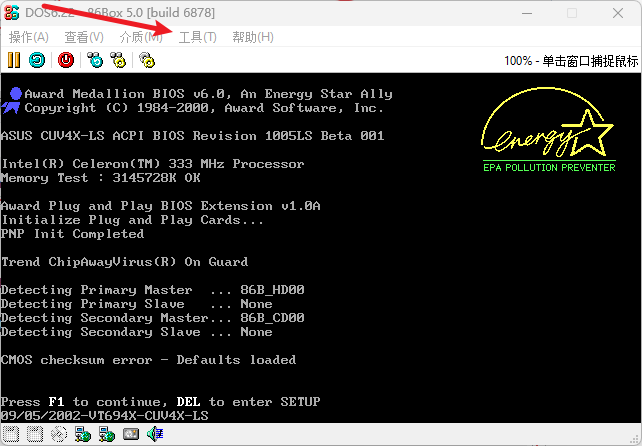 DOS6.22 - 86Box 5.0 [build 6878]
操作(A) 查看(V) 介质(M) 工具(T) 帮助(H)
100% - 单击窗口捕捉鼠标
Award Medallion BIOS v6.0, An Energy Star Ally
Copyright (C) 1984-2000, Award Software, Inc.
ASUS CUV4X-LS ACPI BIOS Revision 1005LS Beta 001
energy
EPA POLLUTION PREVENTER
Intel(R) Celeron(TM) 333 MHz Processor
Memory Test : 3145728K OK
Award Plug and Play BIOS Extension v1.0A
Initialize Plug and Play Cards...
PNP Init Completed
Trend ChipAwayVirus(R) On Guard
Detecting Primary Master ... 86B_HD00
Detecting Primary Slave ... None
Detecting Secondary Master... 86B_CD00
Detecting Secondary Slave ... None
CMOS checksum error - Defaults loaded
Press F1 to continue, DEL to enter SETUP
09/05/2002-VT694X-CUV4X-LS